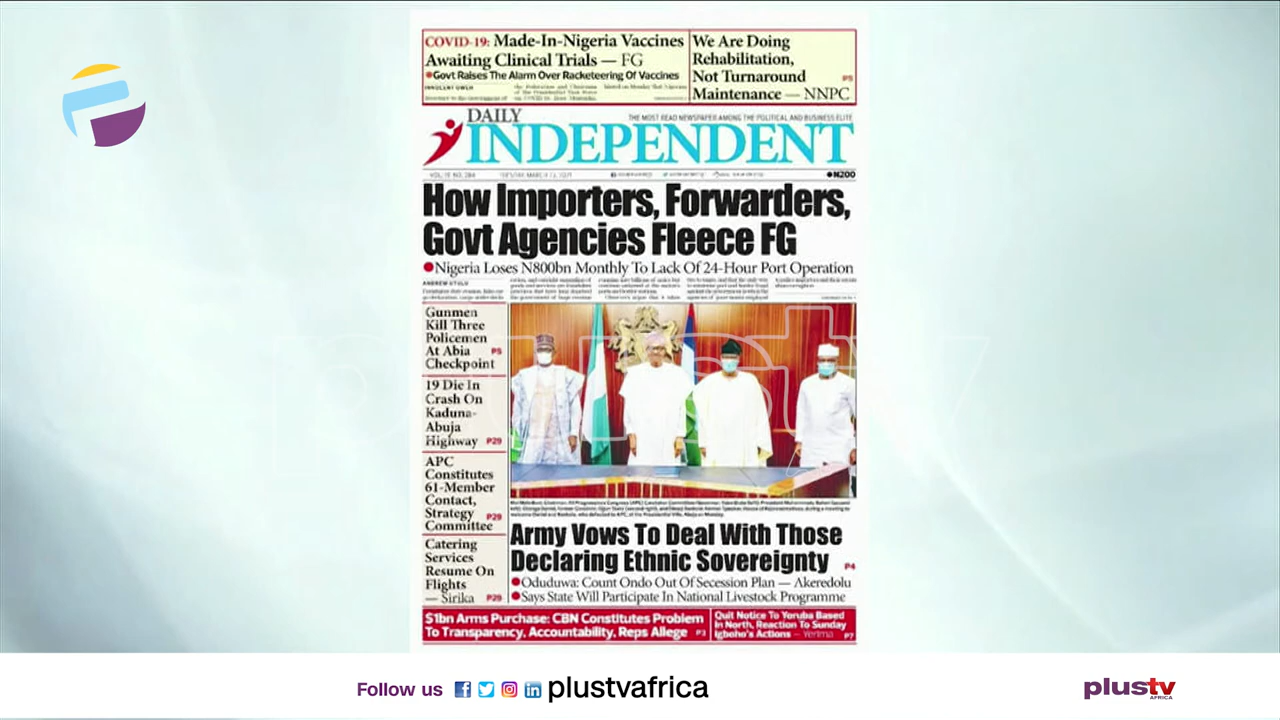 COVID-19: Made-In-Nigeria Vaccines
Awaiting Clinical Trials — FG
Govt Raises The Alarm Over Racketeering Of Vaccines
We Are Doing
Rehabilitation,
Not Turnaround
Maintenance — NNPC
P5
DAILY
THE MOST READ NEWSPAPER AMONG THE POLITICAL AND BUSINESS ELITE
INDEPENDENT
N200
How Importers, Forwarders,
Govt Agencies Fleece FG
Nigeria Loses N800bn Monthly To Lack Of 24-Hour Port Operation
Gunmen
Kill Three
Policemen
At Abia P5
Checkpoint
19 Die In
Crash On
Kaduna-
Abuja
Highway P29
APC
Constitutes
61-Member
Contact,
Strategy P29
Committee
Catering
Services
Resume On
Flights
— Sirika P29
Army Vows To Deal With Those
Declaring Ethnic Sovereignty P4
Oduduwa: Count Ondo Out Of Secession Plan — Akeredolu
Says State Will Participate In National Livestock Programme
$1bn Arms Purchase: CBN Constitutes Problem
To Transparency, Accountability, Reps Allege P3
Quit Notice To Yoruba Based
In North, Reaction To Sunday
Igboho's Actions — Yerima P7
Follow us plustvafrica
plustv
AFRICA